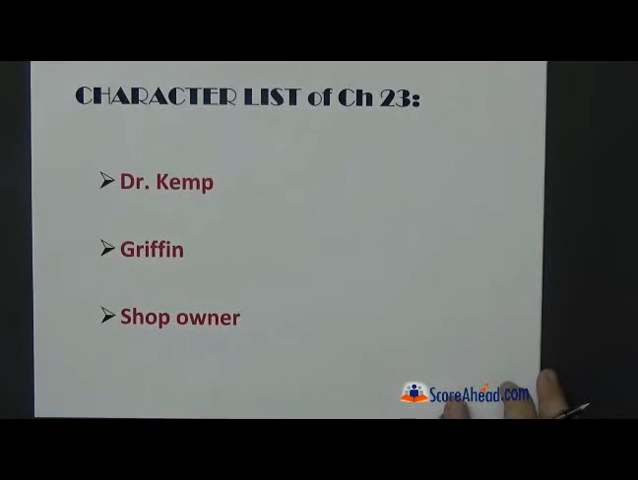 CHARACTER LIST of Ch 23:
Dr. Kemp
Griffin
Shop owner
ScoreAhead.com